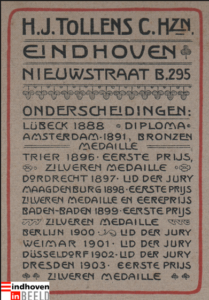 H.J.TOLLENS C.HZN.
EINDHOVEN
NIEUWSTRAAT B.295
ONDERSCHEIDINGEN:
LÜBECK 1888 DIPLOMA
AMSTERDAM-1891, BRONZEN
MEDAILLE
TRIER 1896· EERSTE PRIJS,
ZILVEREN MEDAILLE
DORDRECHT 1897· LID DER JURY
MAAGDENBURG 1898·EERSTE PRIJS
ZILVEREN MEDAILLE EN EEREPRIJS
BADEN-BADEN 1899·EERSTE PRIJS
ZILVEREN MEDAILLE
BERLIJN 1900 · LID DER JURY
WEIMAR 1901 · LID DER JURY
DÜSSELDORF 1902· LID DER JURY
DRESDEN 1903· EERSTE PRIJS
ZILVEREN MEDAILLE
eindhoven
in BEELD